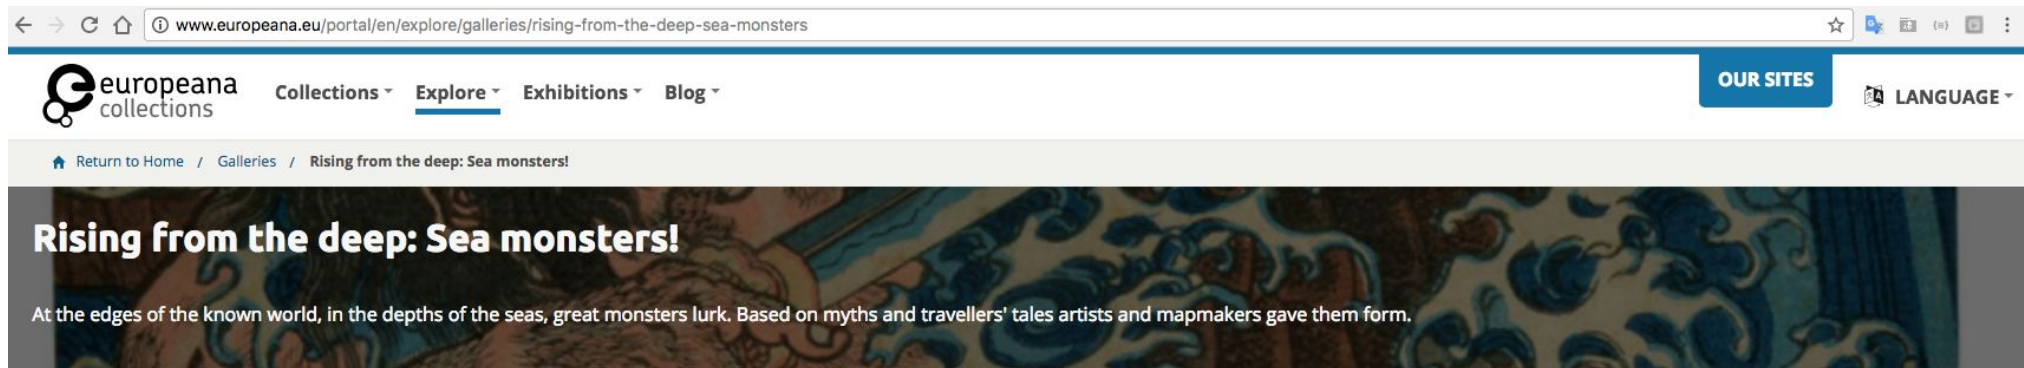 www.europeana.eu/portal/en/explore/galleries/rising-from-the-deep-sea-monsters
europeana
collections
Collections Explore Exhibitions Blog
OUR SITES
LANGUAGE
Return to Home / Galleries / Rising from the deep: Sea monsters!
Rising from the deep: Sea monsters!
At the edges of the known world, in the depths of the seas, great monsters lurk. Based on myths and travellers' tales artists and mapmakers gave them form.